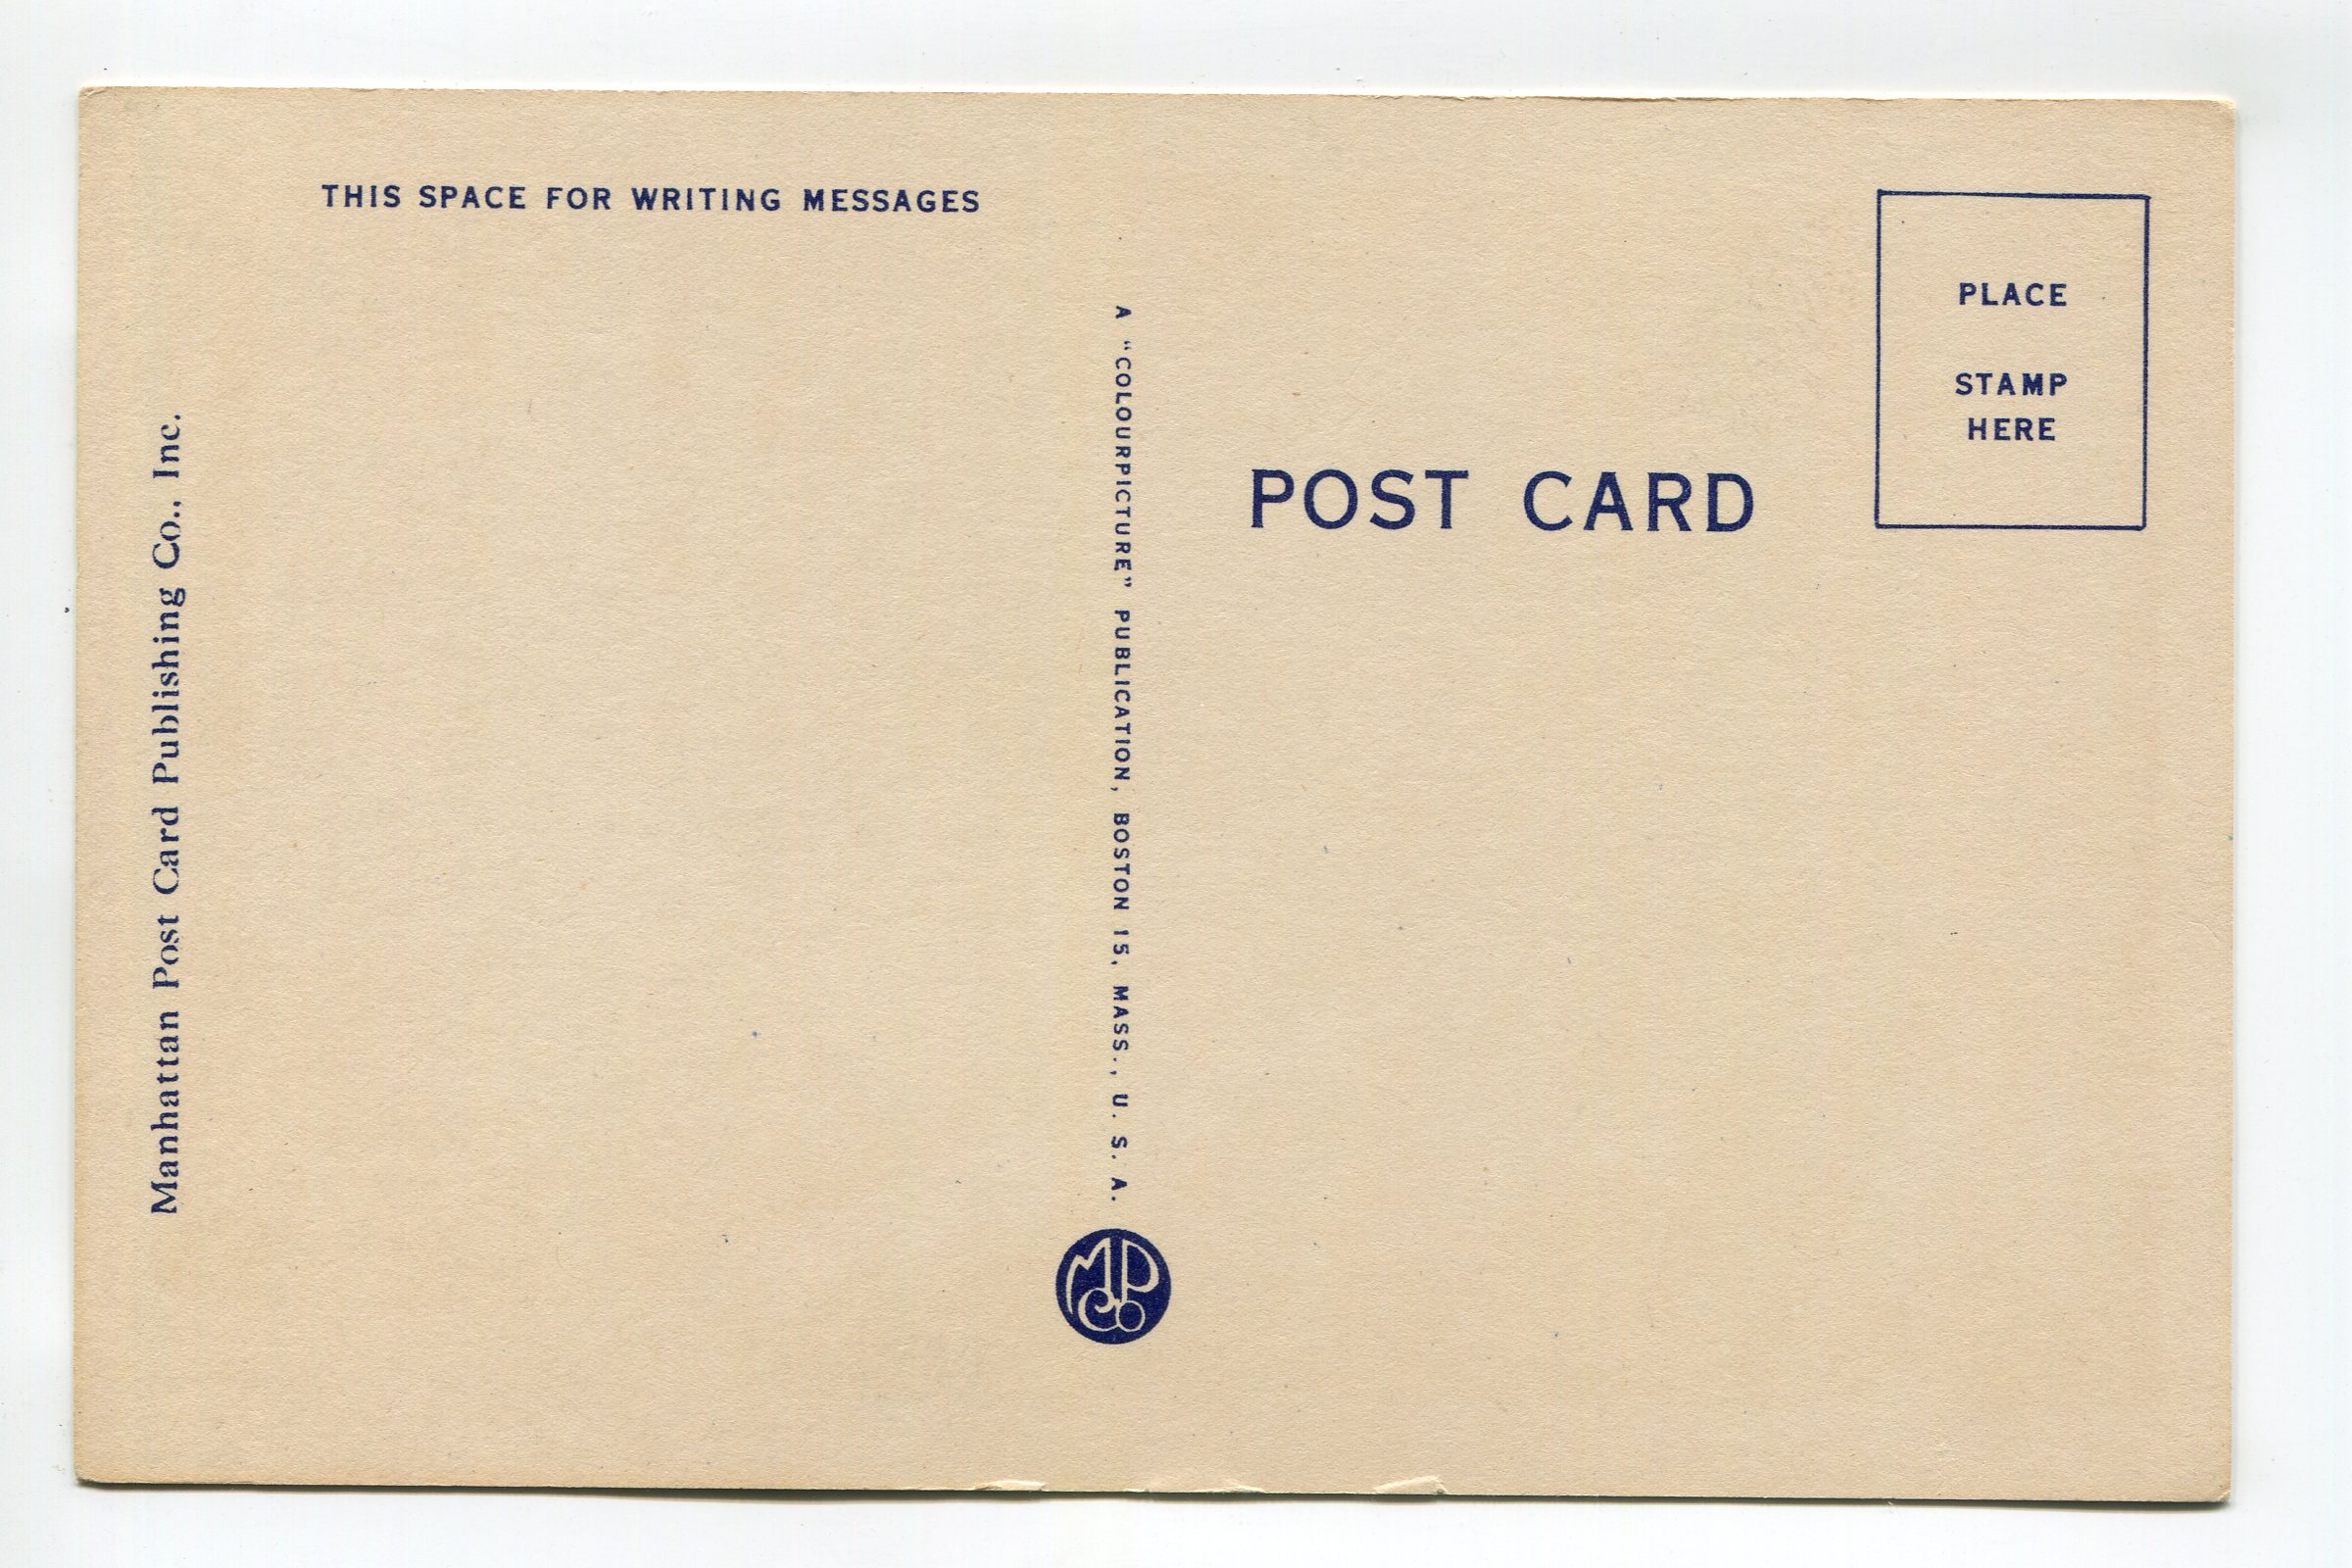 THIS SPACE FOR WRITING MESSAGES
Manhattan Post Card Publishing Co., Inc.
A "COLOURPICTURE" PUBLICATION, BOSTON 15, MASS., U. S. A.
MPCo
POST CARD
PLACE
STAMP
HERE